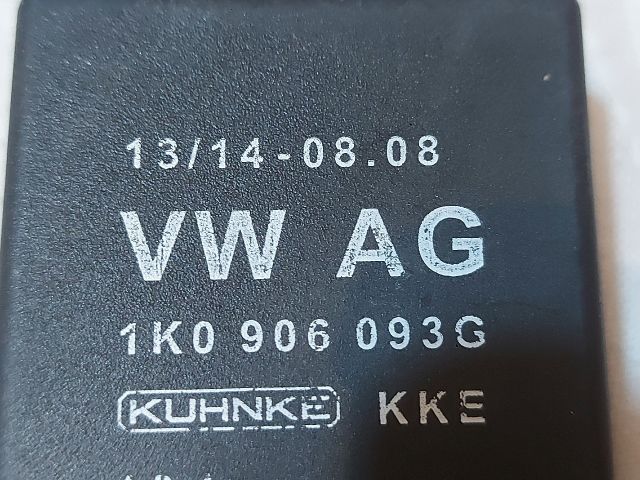 13/14-08.08
VW AG
1K0 906 093G
KUHNKE KKE